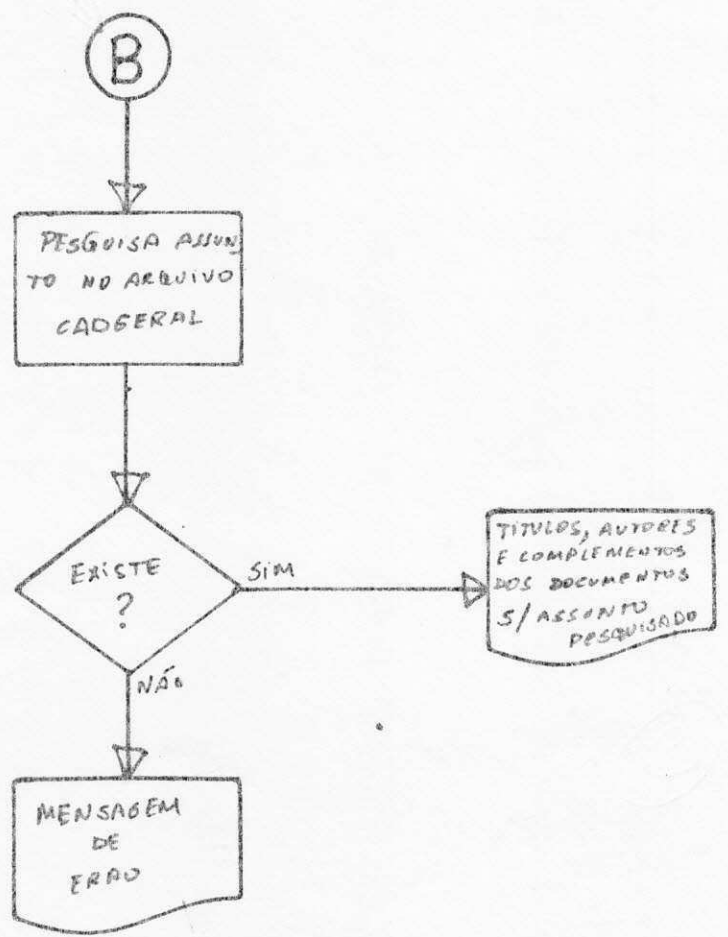 B
PESQUISA ASSUN
TO NO ARQUIVO
CADGERAL
EXISTE
?
SIM
TITULOS, AUTORES
E COMPLEMENTOS
DOS DOCUMENTOS
S/ ASSUNTO
PESQUISADO
NÃO
MENSAGEM
DE
ERRO